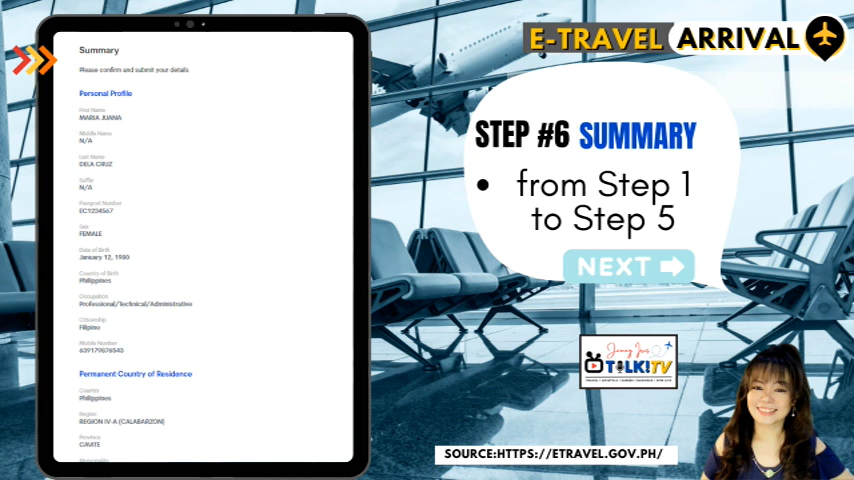 Summary
Please confirm and submit your details
Personal Profile
First Name
MARIA JUANA
Middle Name
N/A
Last Name
DELA CRUZ
Suffix
N/A
Passport Number
EC1234567
Sex
FEMALE
Date of Birth
January 12, 1980
Country of Birth
Philippines
Occupation
Professional/Technical/Administrative
Citizenship
Filipino
Mobile Number
639179876543
Permanent Country of Residence
Country
Philippines
Region
REGION IV-A (CALABARZON)
Province
CAVITE
E-TRAVEL ARRIVAL
STEP #6 SUMMARY
• from Step 1
to Step 5
NEXT
TALK!TV
SOURCE:HTTPS://ETRAVEL.GOV.PH/